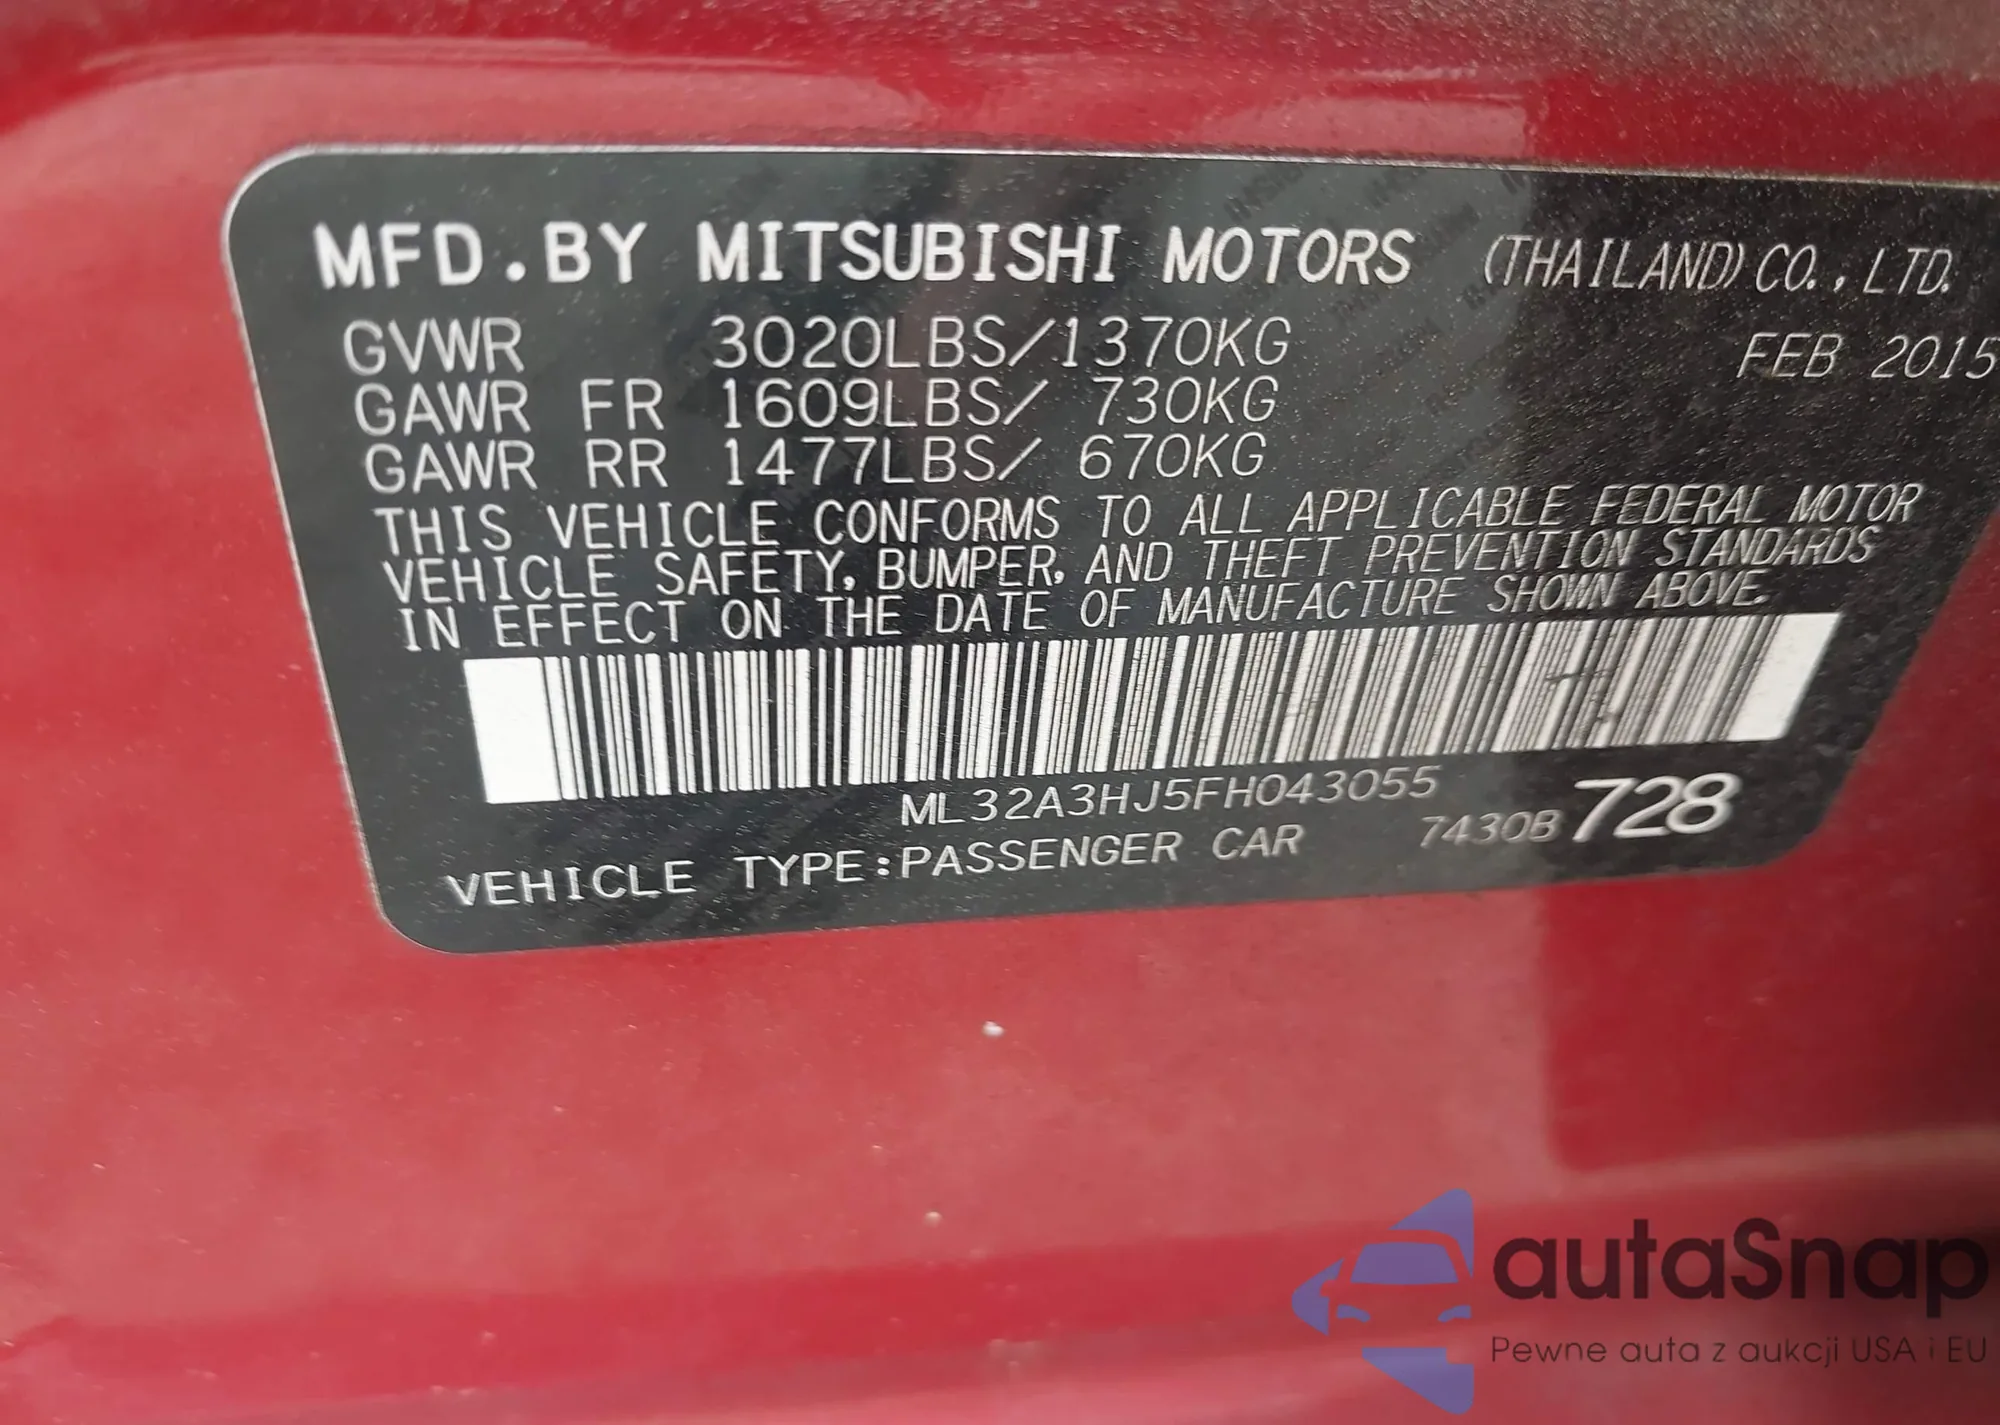 MFD.BY MITSUBISHI MOTORS (THAILAND) CO., LTD.
GVWR 3020LBS/1370KG FEB 2015
GAWR FR 1609LBS/ 730KG
GAWR RR 1477LBS/ 670KG
THIS VEHICLE CONFORMS TO ALL APPLICABLE FEDERAL MOTOR
VEHICLE SAFETY, BUMPER, AND THEFT PREVENTION STANDARDS
IN EFFECT ON THE DATE OF MANUFACTURE SHOWN ABOVE.
ML32A3HJ5FH043055
VEHICLE TYPE:PASSENGER CAR 7430B 728
autaSnap
Pewne auta z aukcji USA i EU